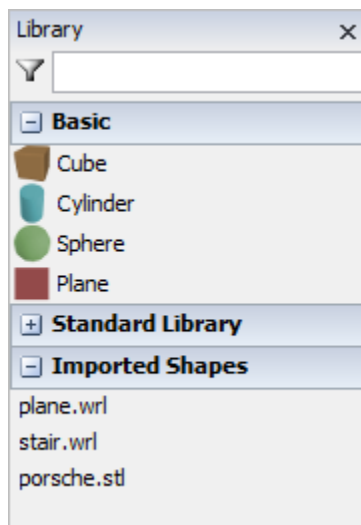 Library
Basic
Cube
Cylinder
Sphere
Plane
Standard Library
Imported Shapes
plane.wrl
stair.wrl
porsche.stl